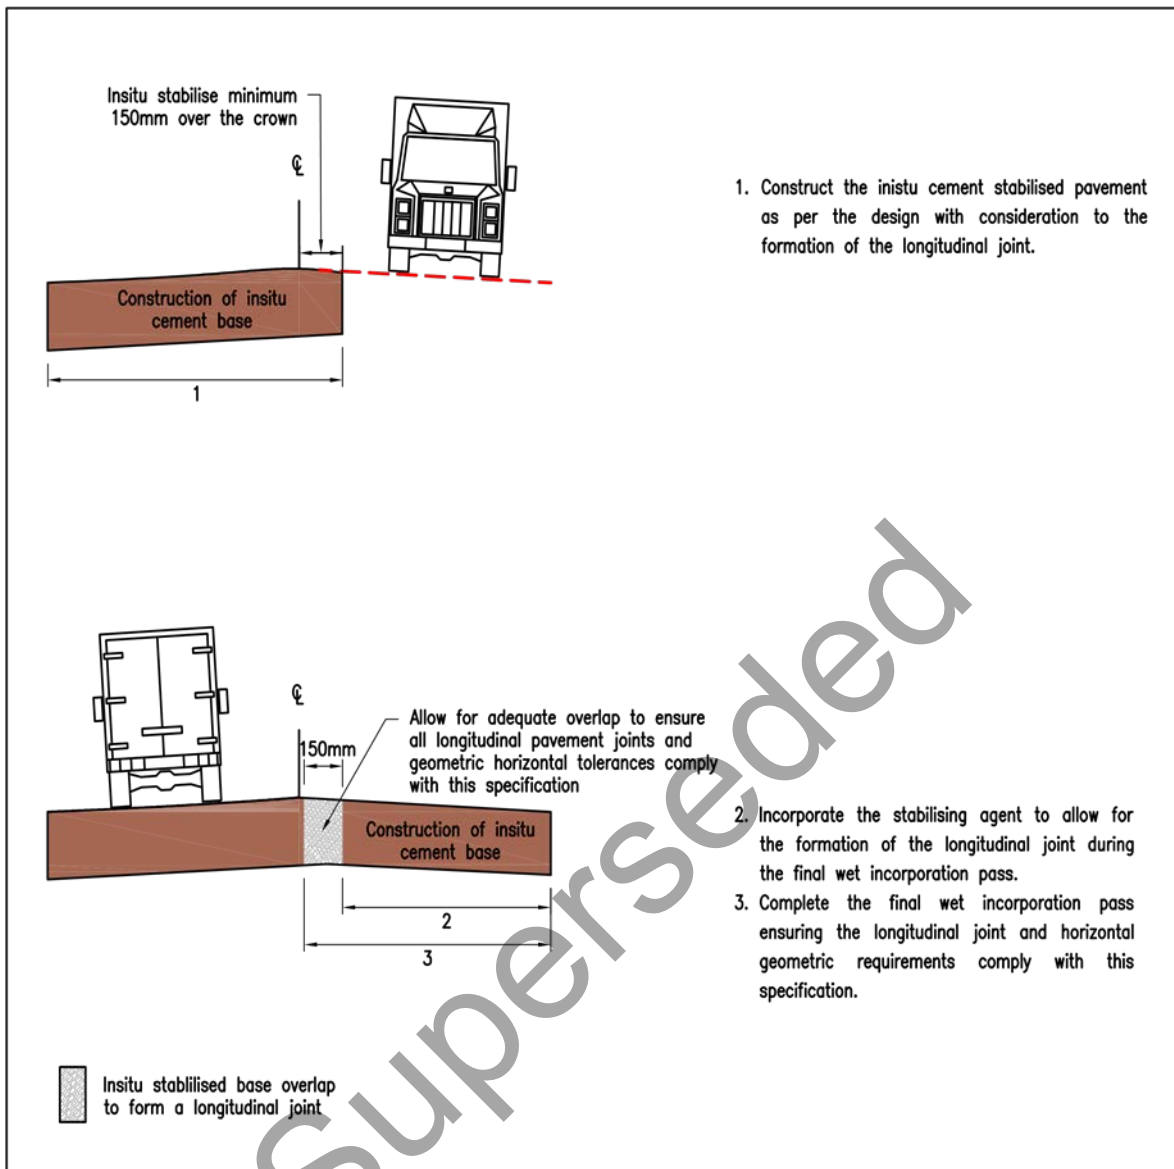 Insitu stabilise minimum
150mm over the crown
℄
Construction of insitu
cement base
1
1. Construct the inistu cement stabilised pavement
as per the design with consideration to the
formation of the longitudinal joint.
℄
150mm
Allow for adequate overlap to ensure
all longitudinal pavement joints and
geometric horizontal tolerances comply
with this specification
Construction of insitu
cement base
2
3
2. Incorporate the stabilising agent to allow for
the formation of the longitudinal joint during
the final wet incorporation pass.
3. Complete the final wet incorporation pass
ensuring the longitudinal joint and horizontal
geometric requirements comply with this
specification.
Insitu stablilised base overlap
to form a longitudinal joint
Superseded